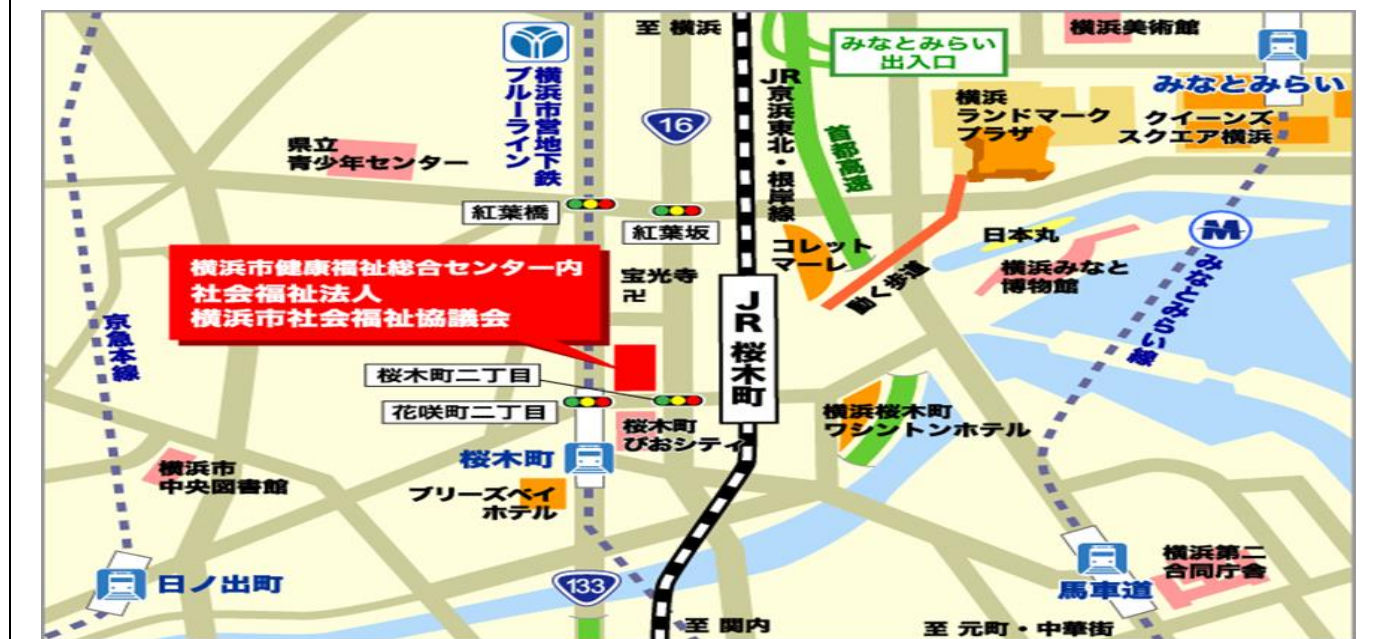 至 横浜
みなとみらい
出入口
横浜美術館
みなとみらい
横浜市営地下鉄
ブルーライン
16
JR
京浜東北・根岸線
首都高速
横浜
ランドマーク
プラザ
クイーンズ
スクエア横浜
県立
青少年センター
紅葉橋
紅葉坂
コレット
マーレ
日本丸
横浜みなと
博物館
動く歩道
みなとみらい線
横浜市健康福祉総合センター内
社会福祉法人
横浜市社会福祉協議会
宝光寺
卍
JR桜木町
京急本線
桜木町二丁目
花咲町二丁目
桜木町
ぴおシティ
横浜桜木町
ワシントンホテル
桜木町
横浜市
中央図書館
ブリーズベイ
ホテル
日ノ出町
133
馬車道
横浜第二
合同庁舎
至 関内
至 元町・中華街